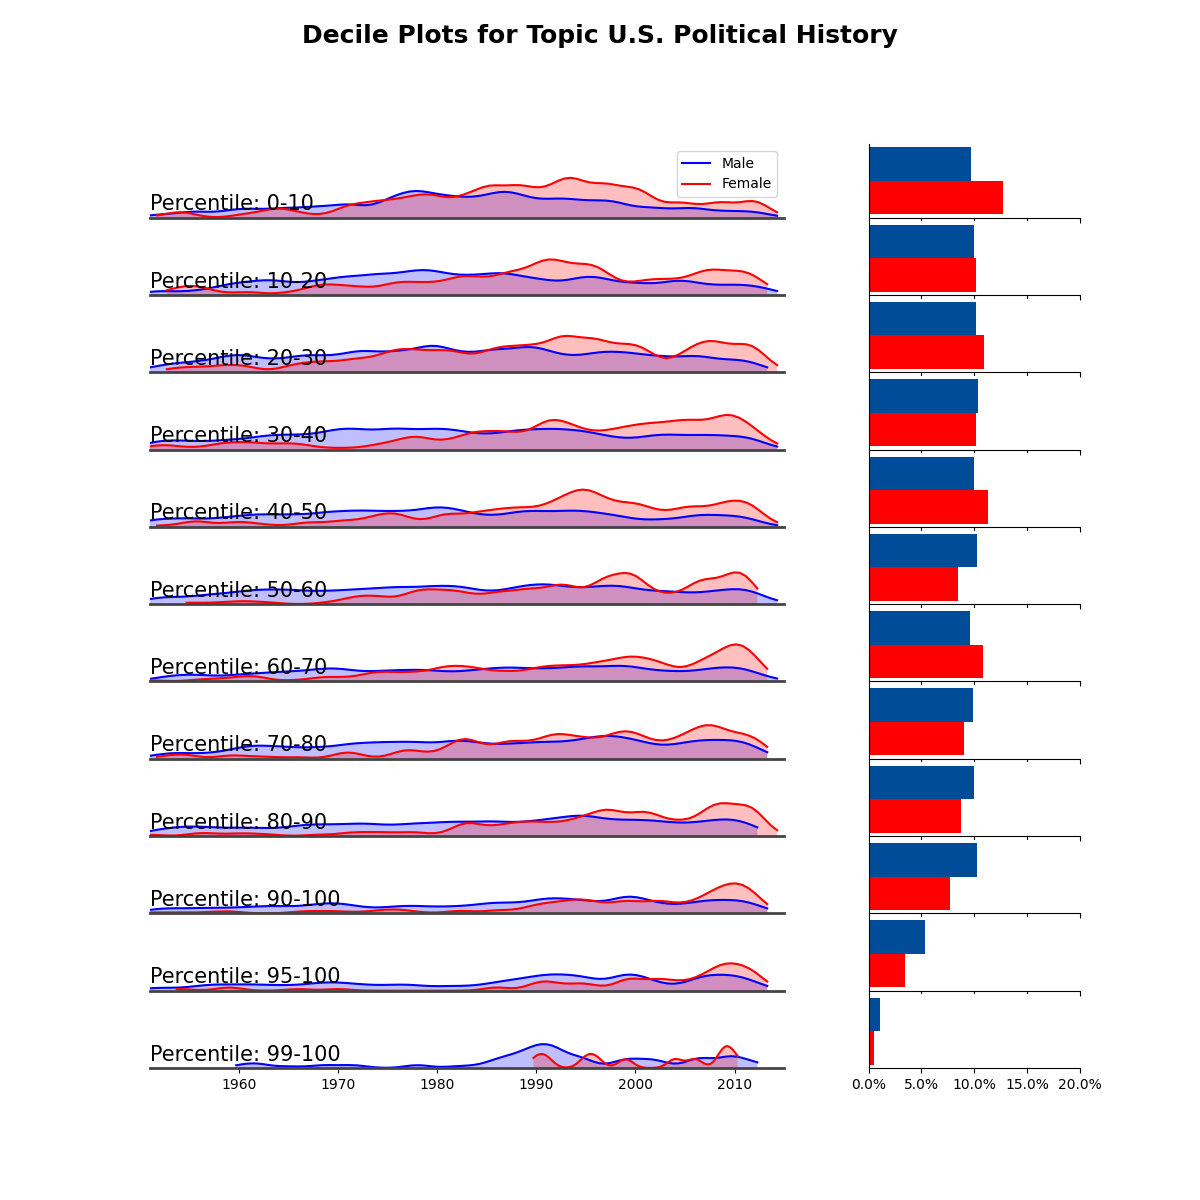 Decile Plots for Topic U.S. Political History
Male
Female
Percentile: 0-10
Percentile: 10-20
Percentile: 20-30
Percentile: 30-40
Percentile: 40-50
Percentile: 50-60
Percentile: 60-70
Percentile: 70-80
Percentile: 80-90
Percentile: 90-100
Percentile: 95-100
Percentile: 99-100
1960 1970 1980 1990 2000 2010
0.0% 5.0% 10.0% 15.0% 20.0%